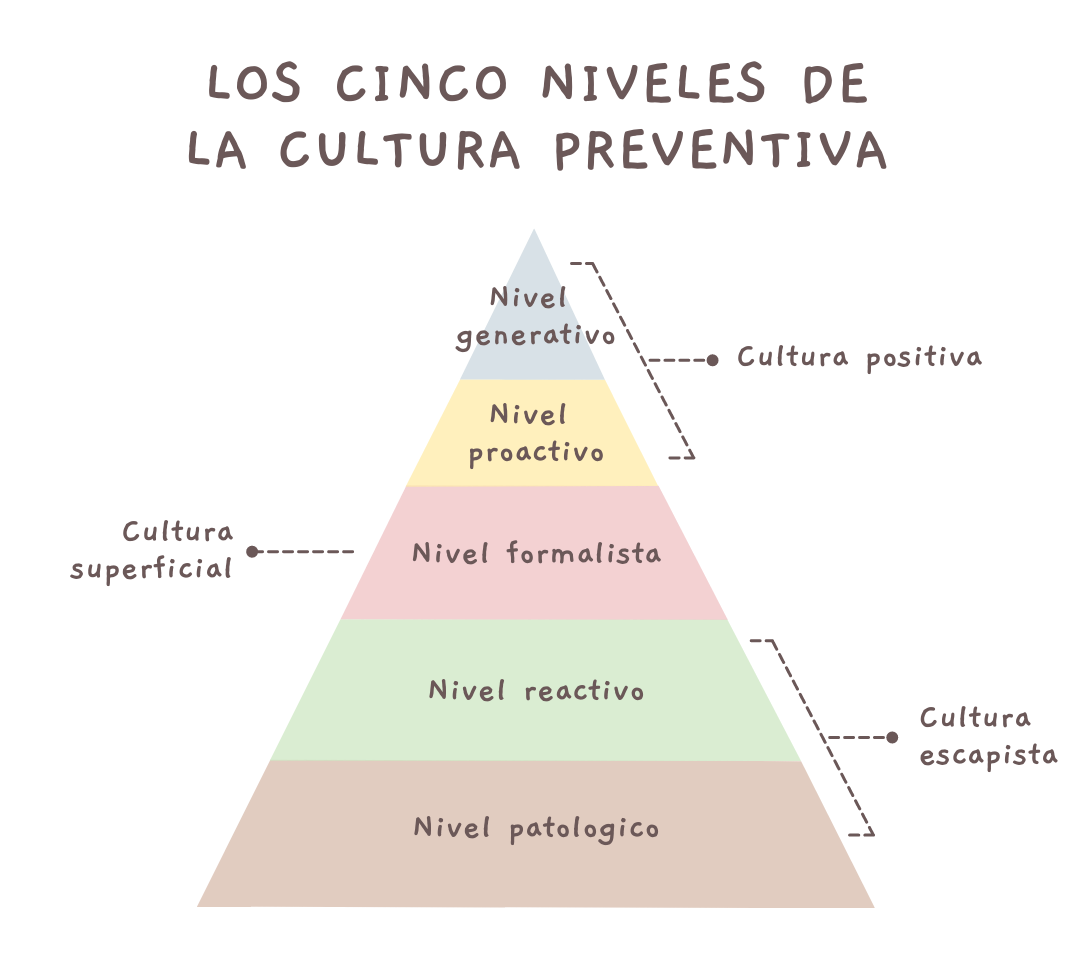 LOS CINCO NIVELES DE
LA CULTURA PREVENTIVA
Nivel
generativo
Cultura positiva
Nivel
proactivo
Cultura
superficial
Nivel formalista
Nivel reactivo
Cultura
escapista
Nivel patologico